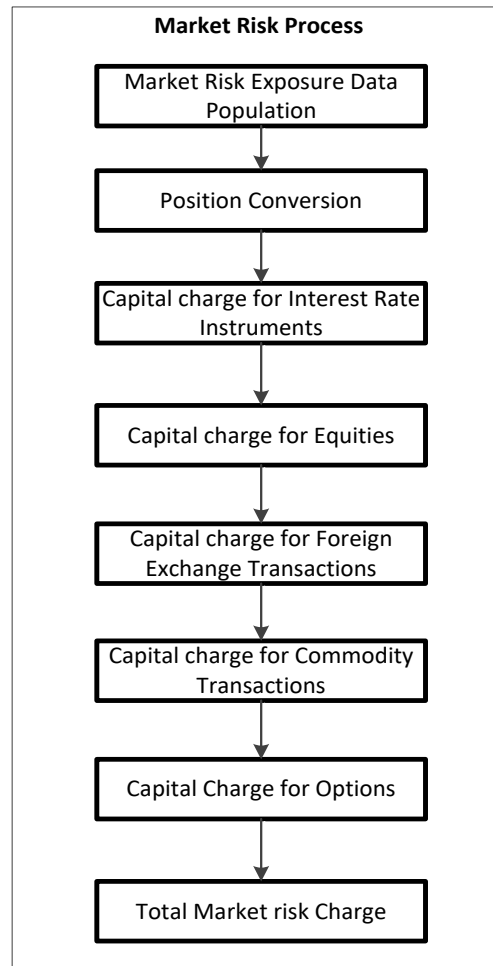 Market Risk Process
Market Risk Exposure Data
Population
Position Conversion
Capital charge for Interest Rate
Instruments
Capital charge for Equities
Capital charge for Foreign
Exchange Transactions
Capital charge for Commodity
Transactions
Capital Charge for Options
Total Market risk Charge